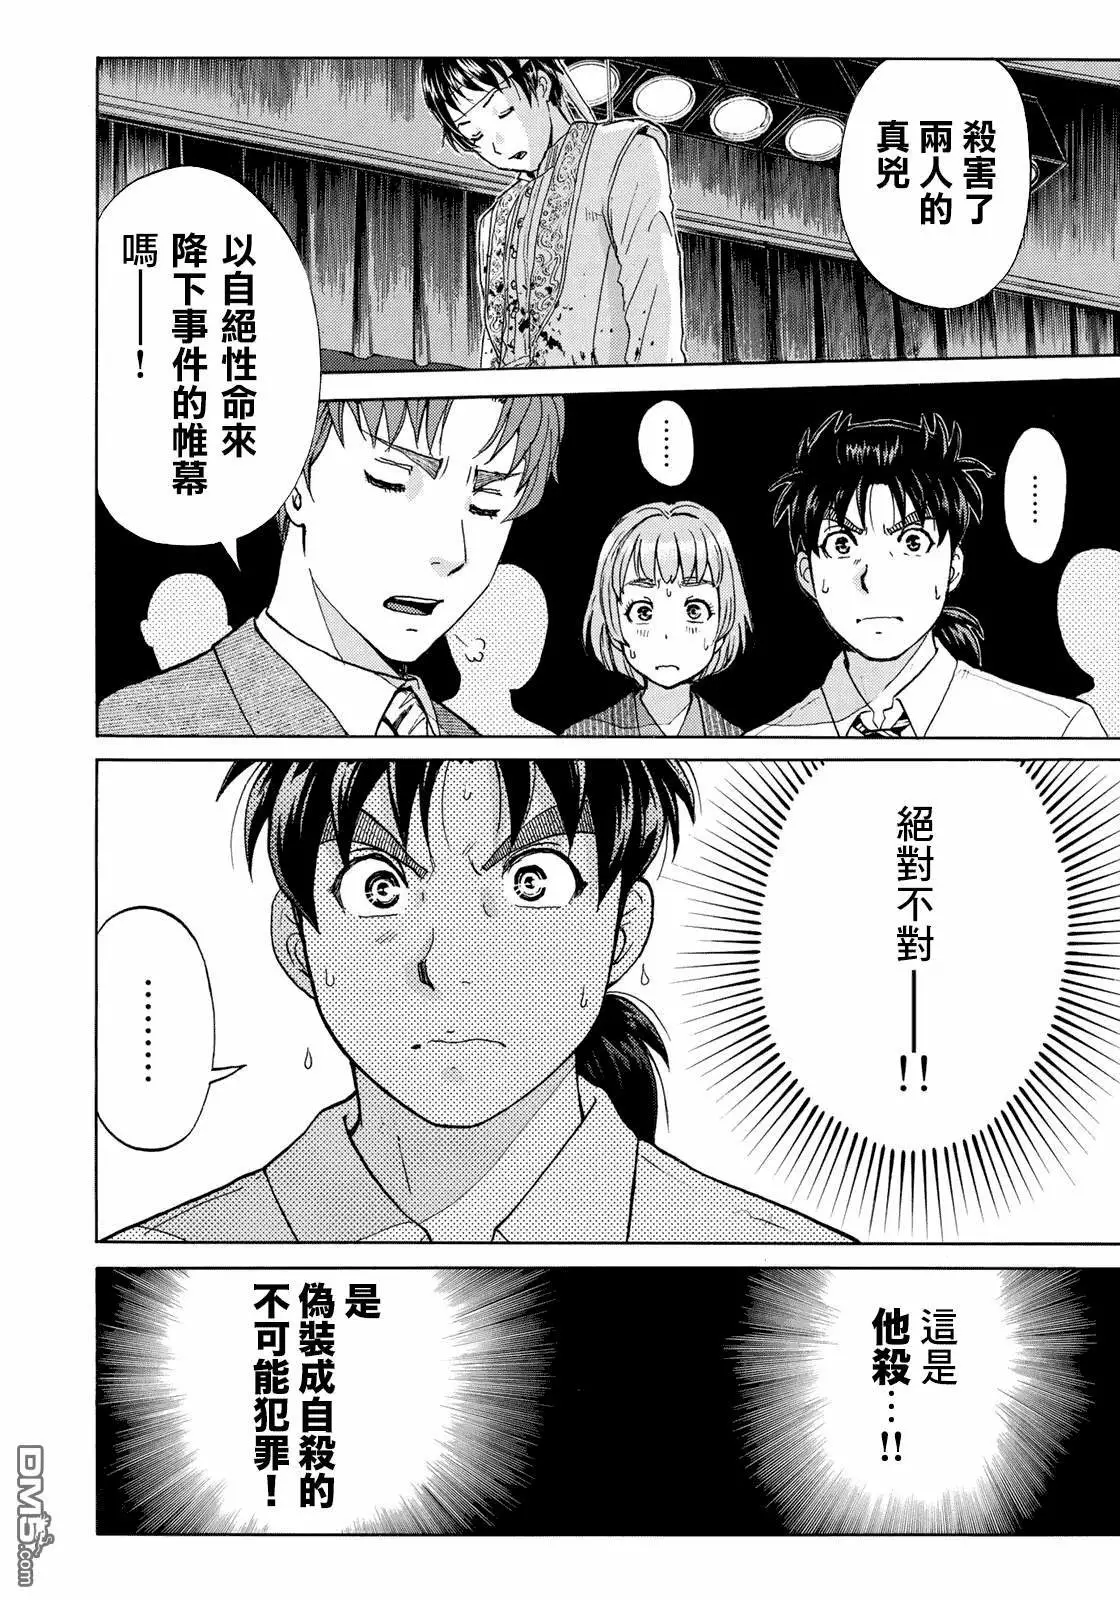 殺害了
兩人的
真兇
以自絕性命來
降下事件的帷幕
嗎——！
……
……
絕對不對——！！
………
這是
他殺…！！
是
偽裝成自殺的
不可能犯罪！
DM5.com